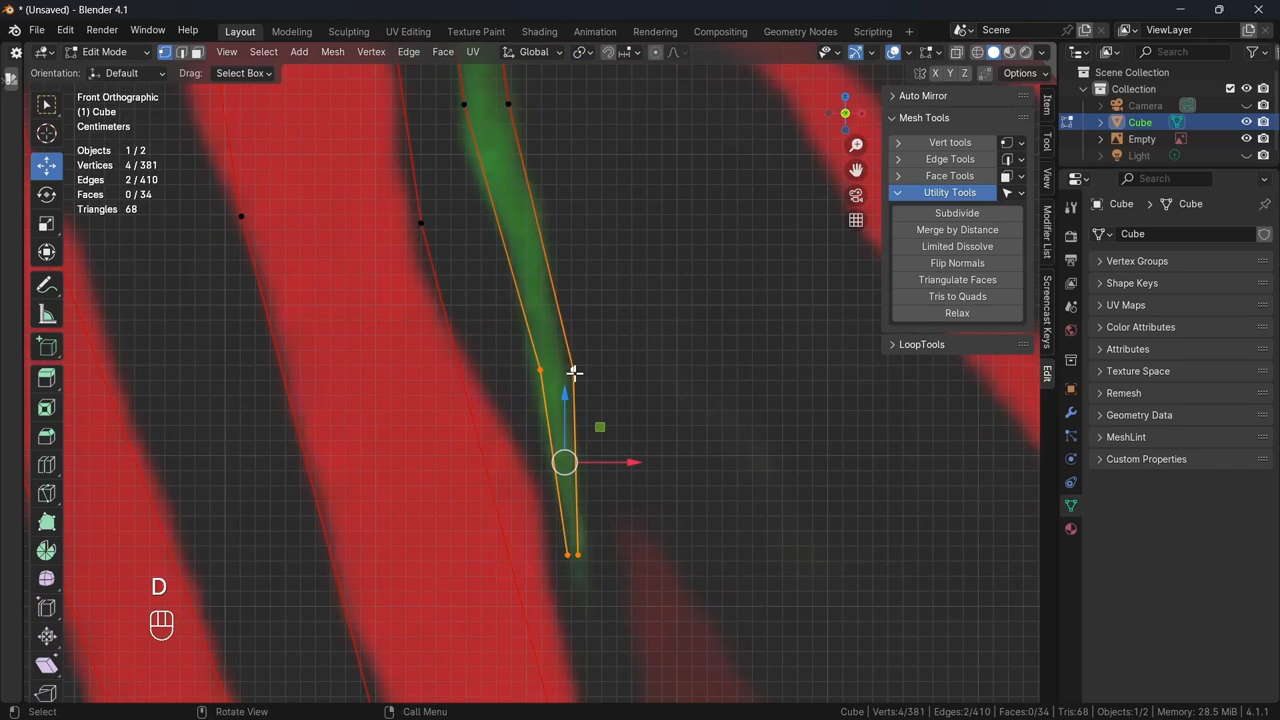 * (Unsaved) - Blender 4.1
File Edit Render Window Help
Layout Modeling Sculpting UV Editing Texture Paint Shading Animation Rendering Compositing Geometry Nodes Scripting +
Scene
ViewLayer
Edit Mode
View Select Add Mesh Vertex Edge Face UV
Global
Search
Orientation: Default Drag: Select Box
X Y Z Options
Front Orthographic
(1) Cube
Centimeters
Objects 1 / 2
Vertices 4 / 381
Edges 2 / 410
Faces 0 / 34
Triangles 68
Auto Mirror
Mesh Tools
Vert tools
Edge Tools
Face Tools
Utility Tools
Subdivide
Merge by Distance
Limited Dissolve
Flip Normals
Triangulate Faces
Tris to Quads
Relax
LoopTools
Item
Tool
View
Modifier List
Screencast Keys
Edit
Scene Collection
Collection
Camera
Cube
Empty
Light
Search
Cube > Cube
Cube
Vertex Groups
Shape Keys
UV Maps
Color Attributes
Attributes
Texture Space
Remesh
Geometry Data
MeshLint
Custom Properties
D
Select
Rotate View
Call Menu
Cube | Verts:4/381 | Edges:2/410 | Faces:0/34 | Tris:68 | Objects:1/2 | Memory: 28.5 MiB | 4.1.1